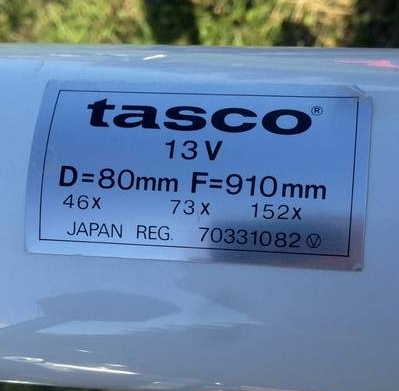 tasco®
13V
D=80mm F=910mm
46x 73x 152x
JAPAN REG. 70331082 Ⓥ